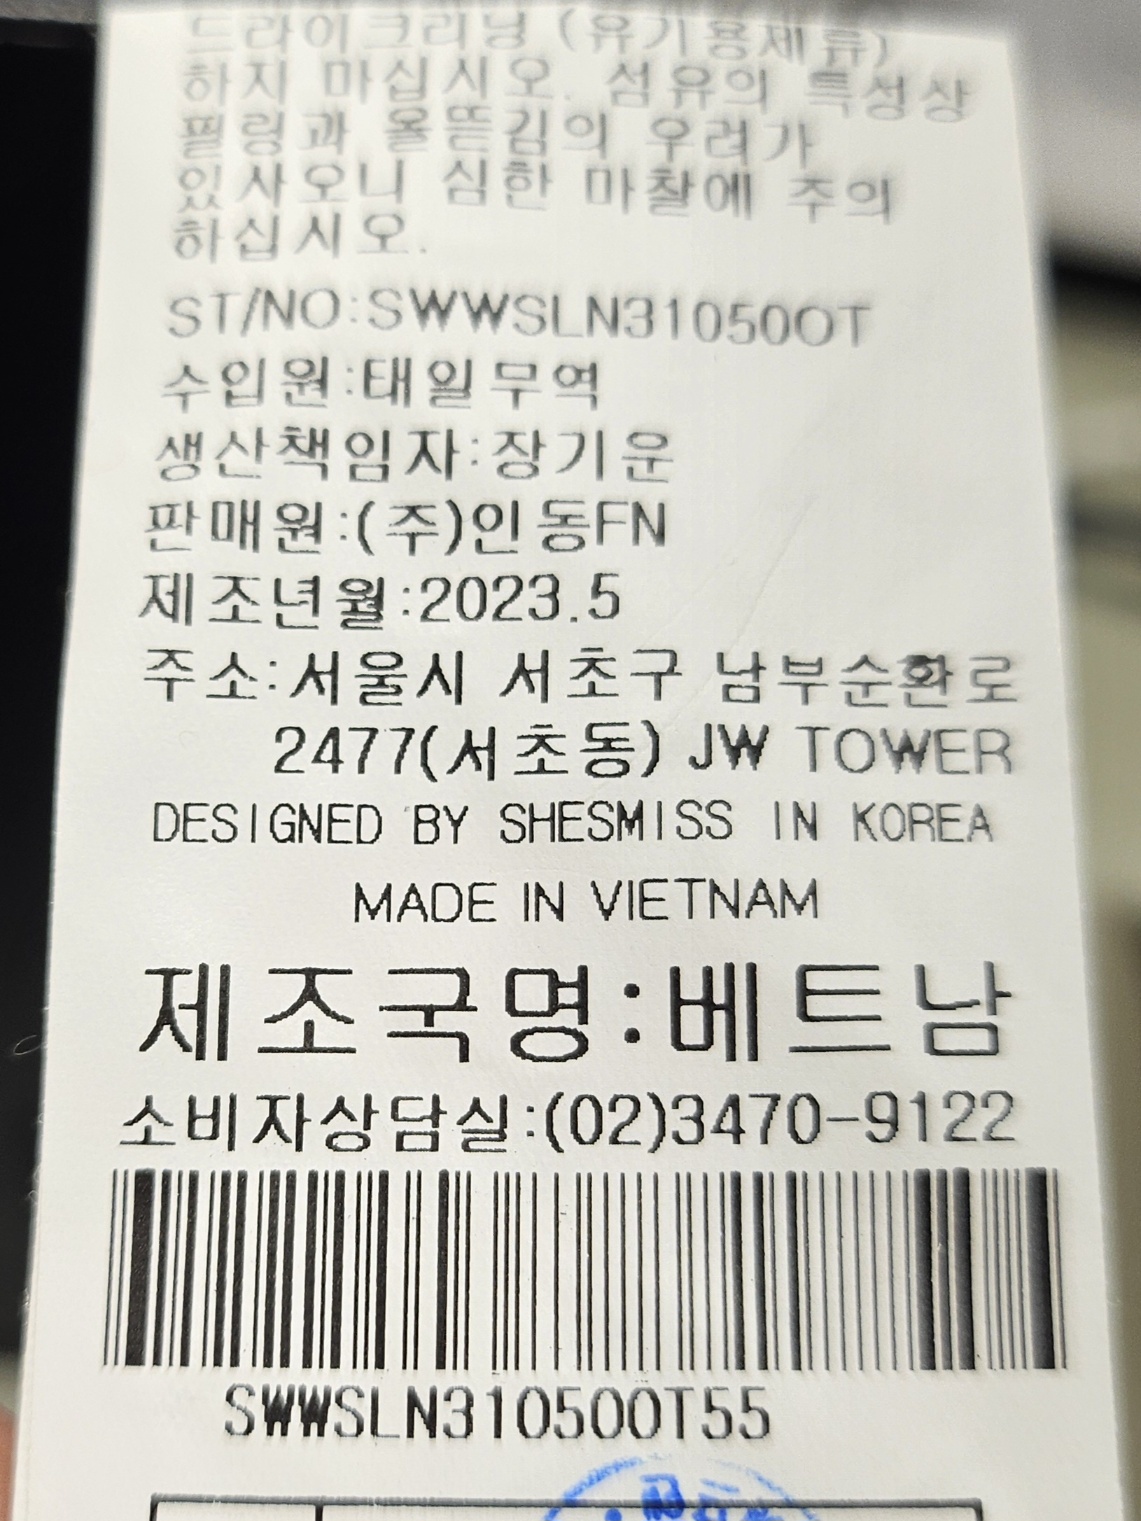 드라이크리닝 (유기용제류)
하지 마십시오. 섬유의 특성상
필링과 올뜯김의 우려가
있사오니 심한 마찰에 주의
하십시오.
ST/NO:SWWSLN31050OT
수입원:태일무역
생산책임자:장기운
판매원:(주)인동FN
제조년월:2023.5
주소:서울시 서초구 남부순환로
2477(서초동) JW TOWER
DESIGNED BY SHESMISS IN KOREA
MADE IN VIETNAM
제조국명:베트남
소비자상담실:(02)3470-9122
SWWSLN31050OT55